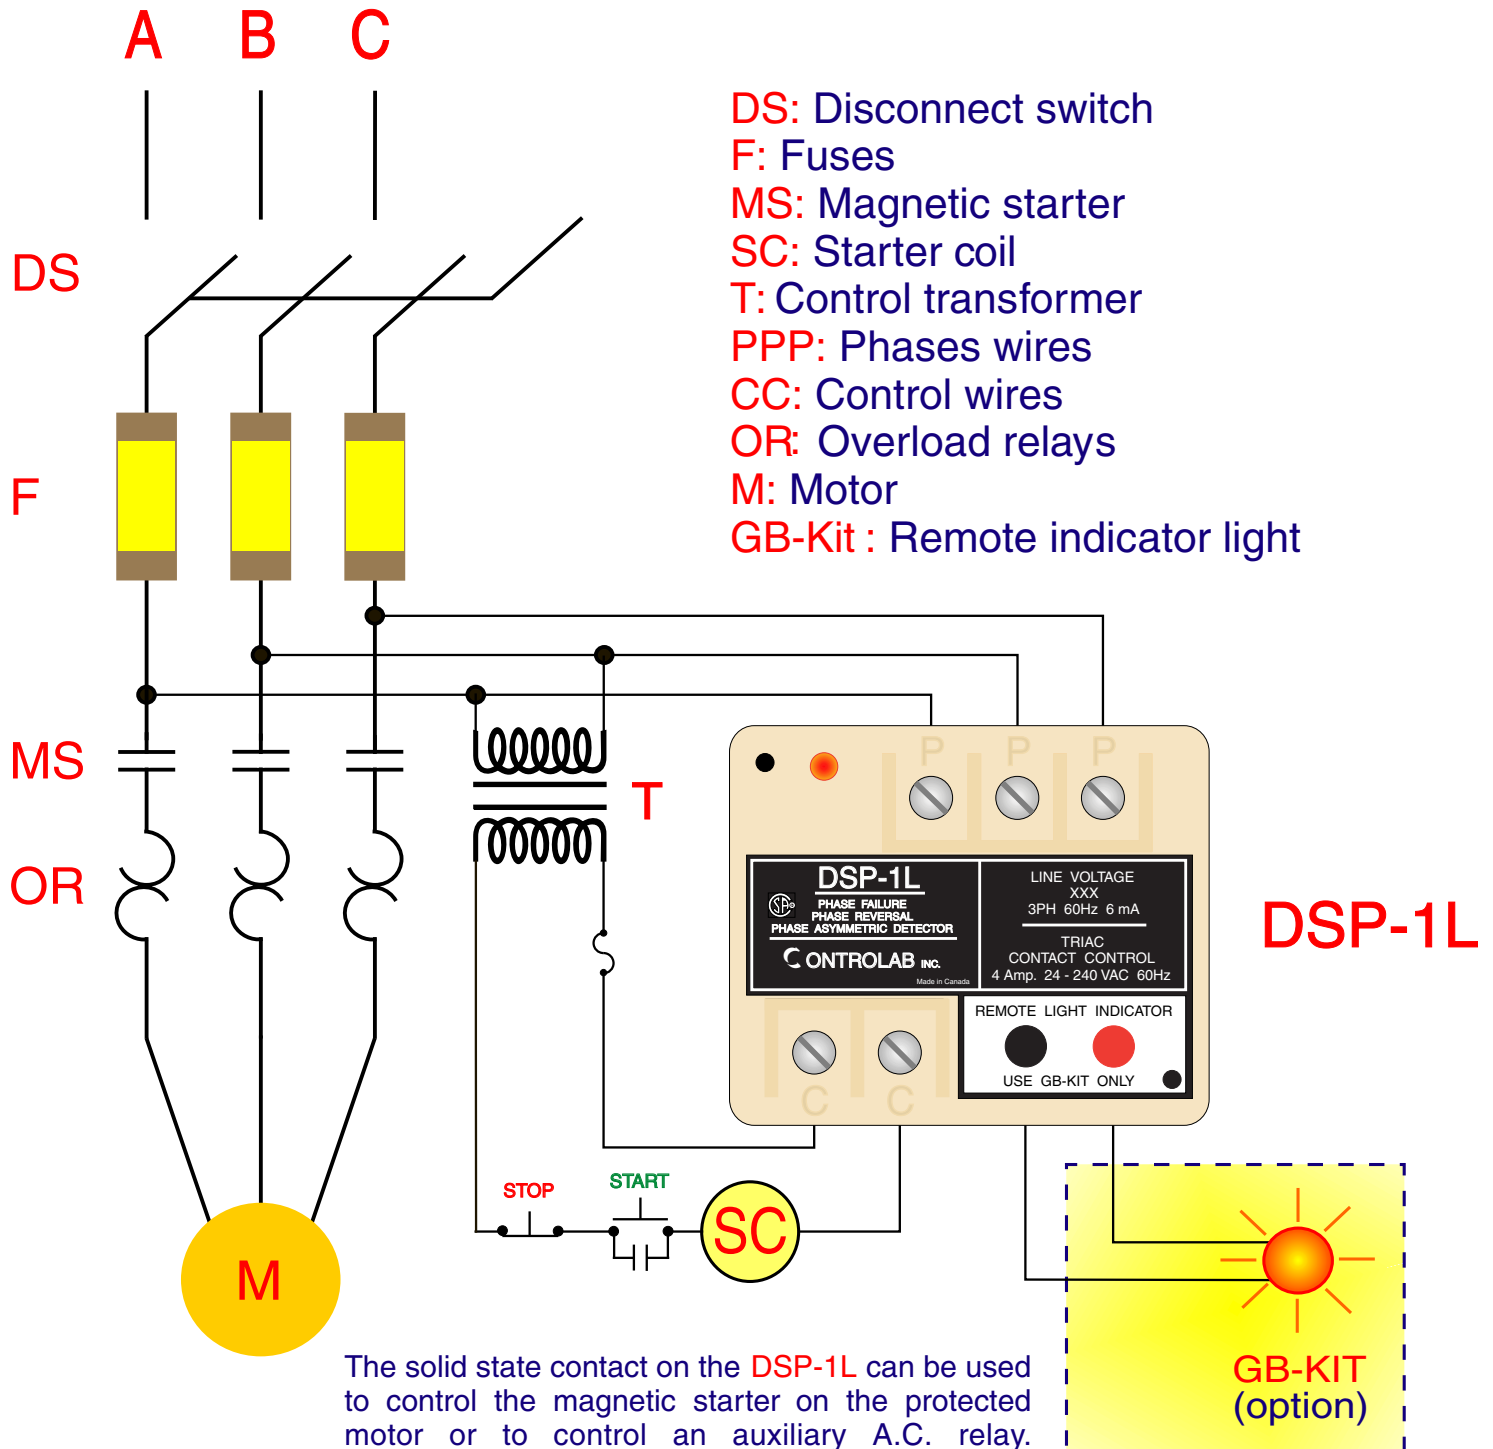 A B C
DS: Disconnect switch
F: Fuses
MS: Magnetic starter
SC: Starter coil
T: Control transformer
PPP: Phases wires
CC: Control wires
OR: Overload relays
M: Motor
GB-Kit : Remote indicator light
DS
F
MS
OR
T
P P P
DSP-1L
PHASE FAILURE
PHASE REVERSAL
PHASE ASYMMETRIC DETECTOR
CONTROLAB INC.
Made in Canada
LINE VOLTAGE
XXX
3PH 60Hz 6 mA
TRIAC
CONTACT CONTROL
4 Amp. 24 - 240 VAC 60Hz
REMOTE LIGHT INDICATOR
USE GB-KIT ONLY
C C
DSP-1L
STOP
START
SC
M
GB-KIT
(option)
The solid state contact on the DSP-1L can be used
to control the magnetic starter on the protected
motor or to control an auxiliary A.C. relay.